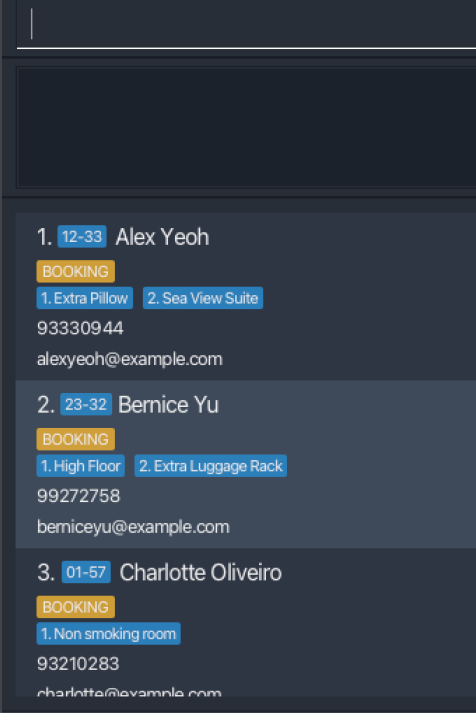 1. 12-33 Alex Yeoh
BOOKING
1. Extra Pillow 2. Sea View Suite
93330944
alexyeoh@example.com
2. 23-32 Bernice Yu
BOOKING
1. High Floor 2. Extra Luggage Rack
99272758
berniceyu@example.com
3. 01-57 Charlotte Oliveiro
BOOKING
1. Non smoking room
93210283
charlotte@example.com